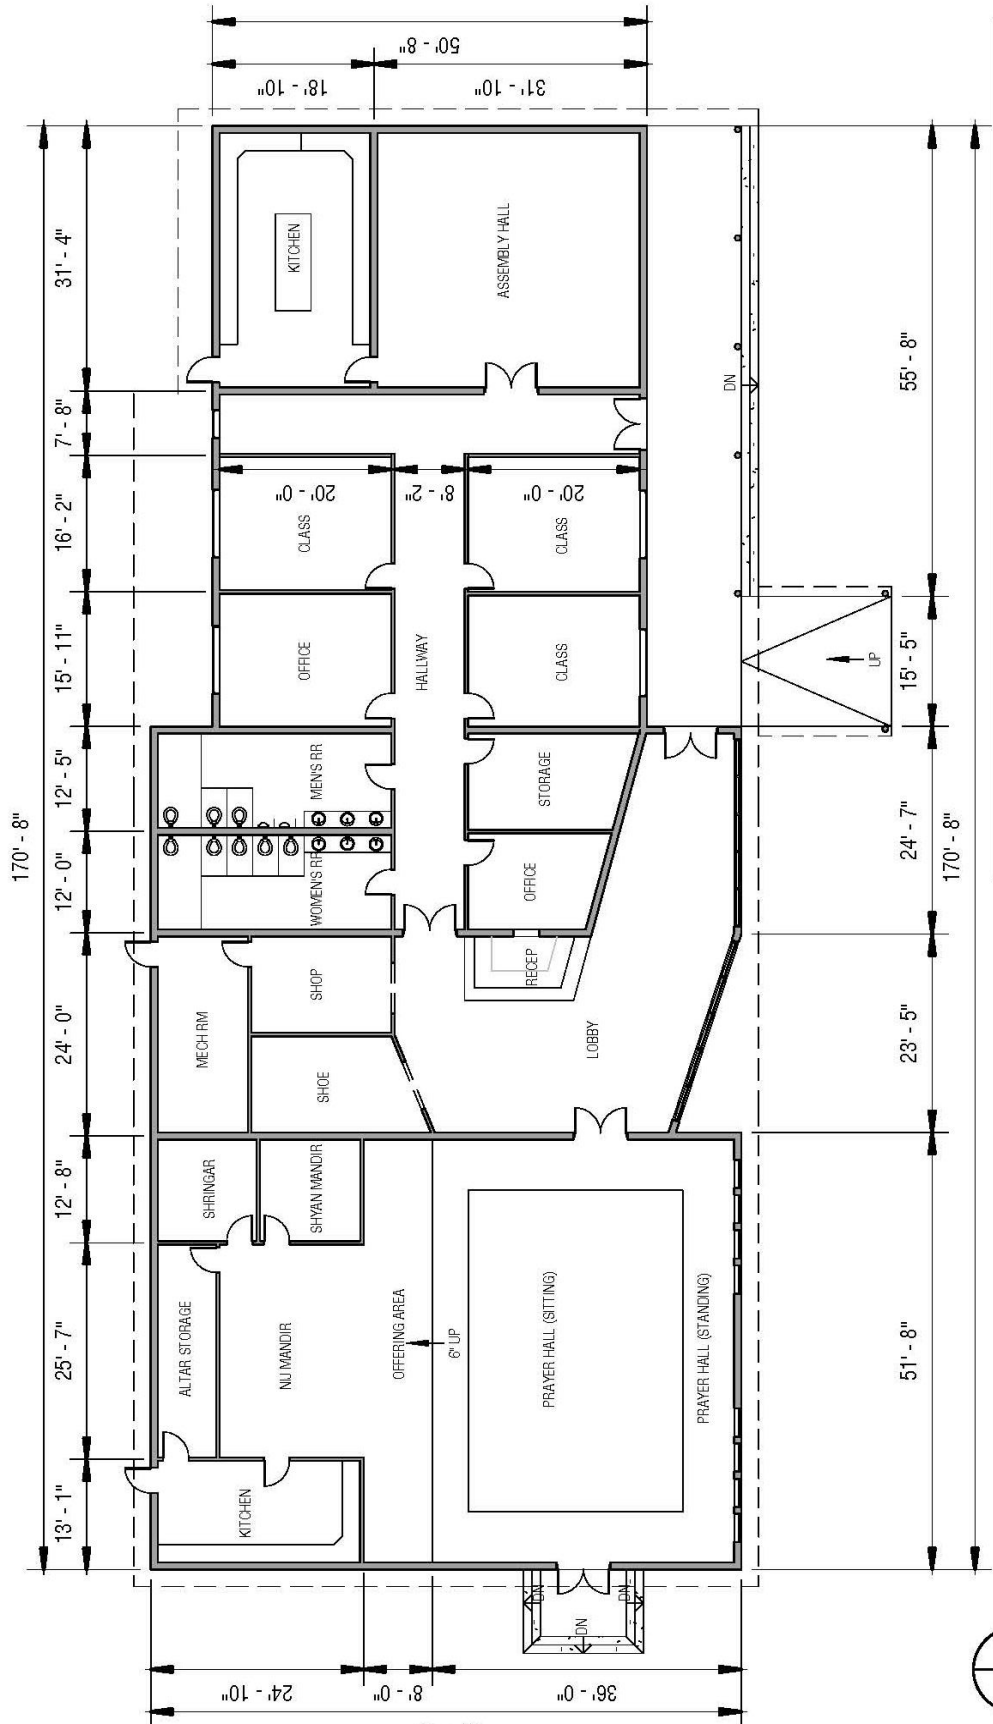 50' - 8"
18' - 10"
31' - 10"
170' - 8"
31' - 4"
7' - 8"
16' - 2"
15' - 11"
12' - 5"
12' - 0"
24' - 0"
12' - 8"
25' - 7"
13' - 1"
KITCHEN
ASSEMBLY HALL
20' - 0"
8' - 2"
20' - 0"
CLASS
CLASS
OFFICE
HALLWAY
CLASS
MEN'S RR
STORAGE
WOMEN'S RR
OFFICE
MECH RM
SHOP
RECEP
SHOE
LOBBY
SHRINGAR
SHYAN MANDIR
ALTAR STORAGE
NIJ MANDIR
OFFERING AREA
6" UP
PRAYER HALL (SITTING)
PRAYER HALL (STANDING)
KITCHEN
DN
UP
55' - 8"
15' - 5"
24' - 7"
170' - 8"
23' - 5"
51' - 8"
DN
DN
DN
24' - 10"
8' - 0"
36' - 0"